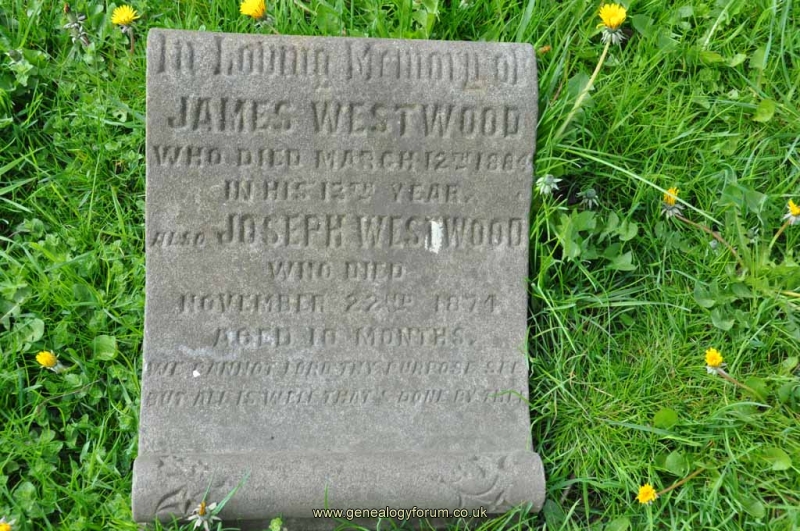 In Loving Memory of
JAMES WESTWOOD
WHO DIED MARCH 12TH 1884
IN HIS 12TH YEAR.
ALSO JOSEPH WESTWOOD
WHO DIED
NOVEMBER 22ND 1874
AGED 10 MONTHS.
WE CANNOT LORD THY PURPOSE SEE
BUT ALL IS WELL THAT'S DONE BY THEE
www.genealogyforum.co.uk